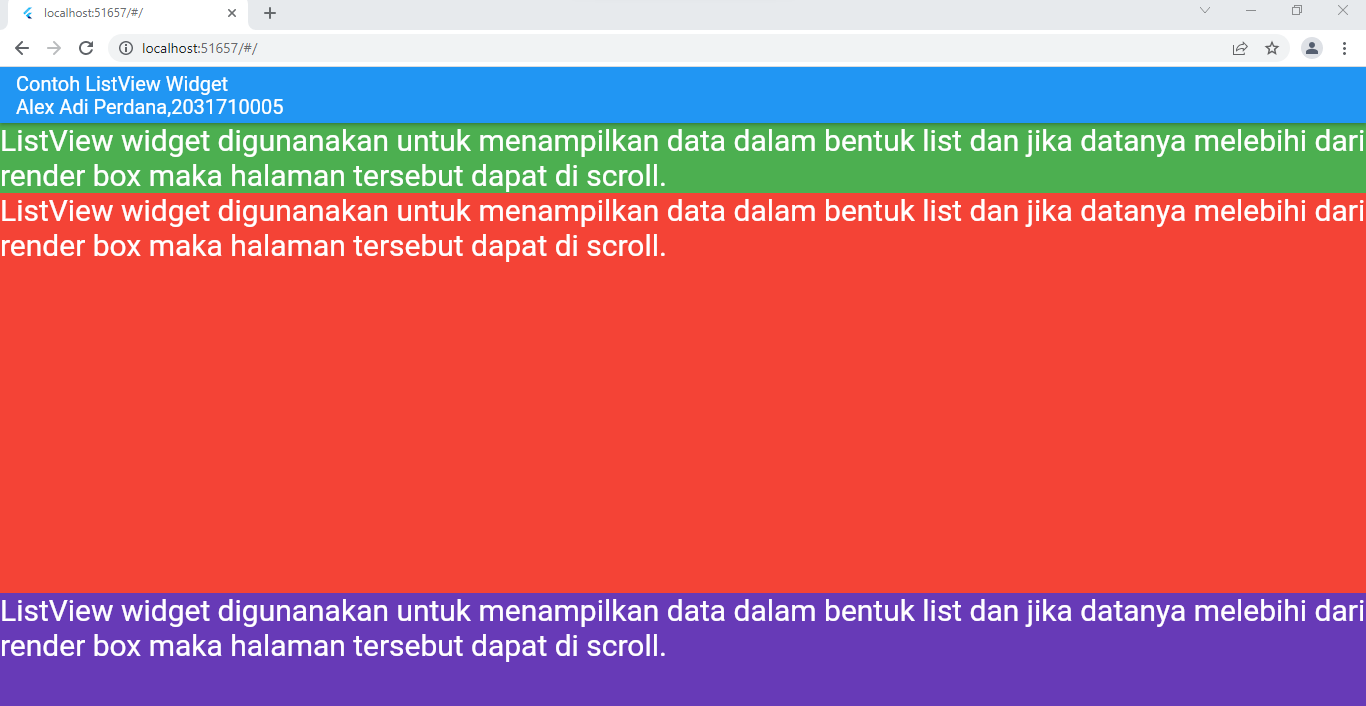 localhost:51657/#/
localhost:51657/#/
Contoh ListView Widget
Alex Adi Perdana,2031710005
ListView widget digunanakan untuk menampilkan data dalam bentuk list dan jika datanya melebihi dari
render box maka halaman tersebut dapat di scroll.
ListView widget digunanakan untuk menampilkan data dalam bentuk list dan jika datanya melebihi dari
render box maka halaman tersebut dapat di scroll.
ListView widget digunanakan untuk menampilkan data dalam bentuk list dan jika datanya melebihi dari
render box maka halaman tersebut dapat di scroll.